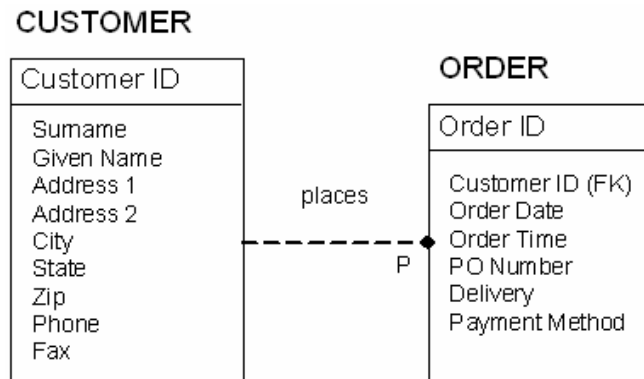 CUSTOMER
Customer ID
Surname
Given Name
Address 1
Address 2
City
State
Zip
Phone
Fax
places
P
ORDER
Order ID
Customer ID (FK)
Order Date
Order Time
PO Number
Delivery
Payment Method